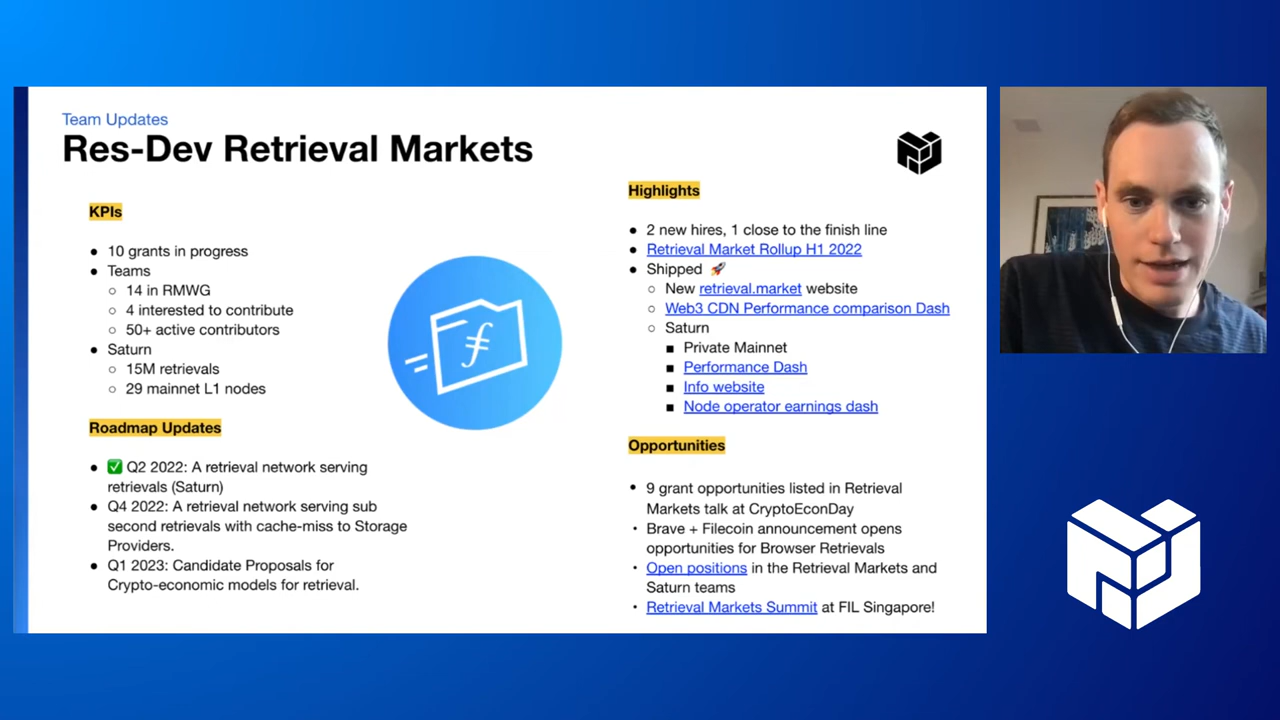 Team Updates
Res-Dev Retrieval Markets
KPIs
● 10 grants in progress
● Teams
○ 14 in RMWG
○ 4 interested to contribute
○ 50+ active contributors
● Saturn
○ 15M retrievals
○ 29 mainnet L1 nodes
Roadmap Updates
● ✅ Q2 2022: A retrieval network serving
retrievals (Saturn)
● Q4 2022: A retrieval network serving sub
second retrievals with cache-miss to Storage
Providers.
● Q1 2023: Candidate Proposals for
Crypto-economic models for retrieval.
Highlights
● 2 new hires, 1 close to the finish line
● Retrieval Market Rollup H1 2022
● Shipped 🚀
○ New retrieval.market website
○ Web3 CDN Performance comparison Dash
○ Saturn
■ Private Mainnet
■ Performance Dash
■ Info website
■ Node operator earnings dash
Opportunities
• 9 grant opportunities listed in Retrieval
Markets talk at CryptoEconDay
• Brave + Filecoin announcement opens
opportunities for Browser Retrievals
• Open positions in the Retrieval Markets and
Saturn teams
• Retrieval Markets Summit at FIL Singapore!